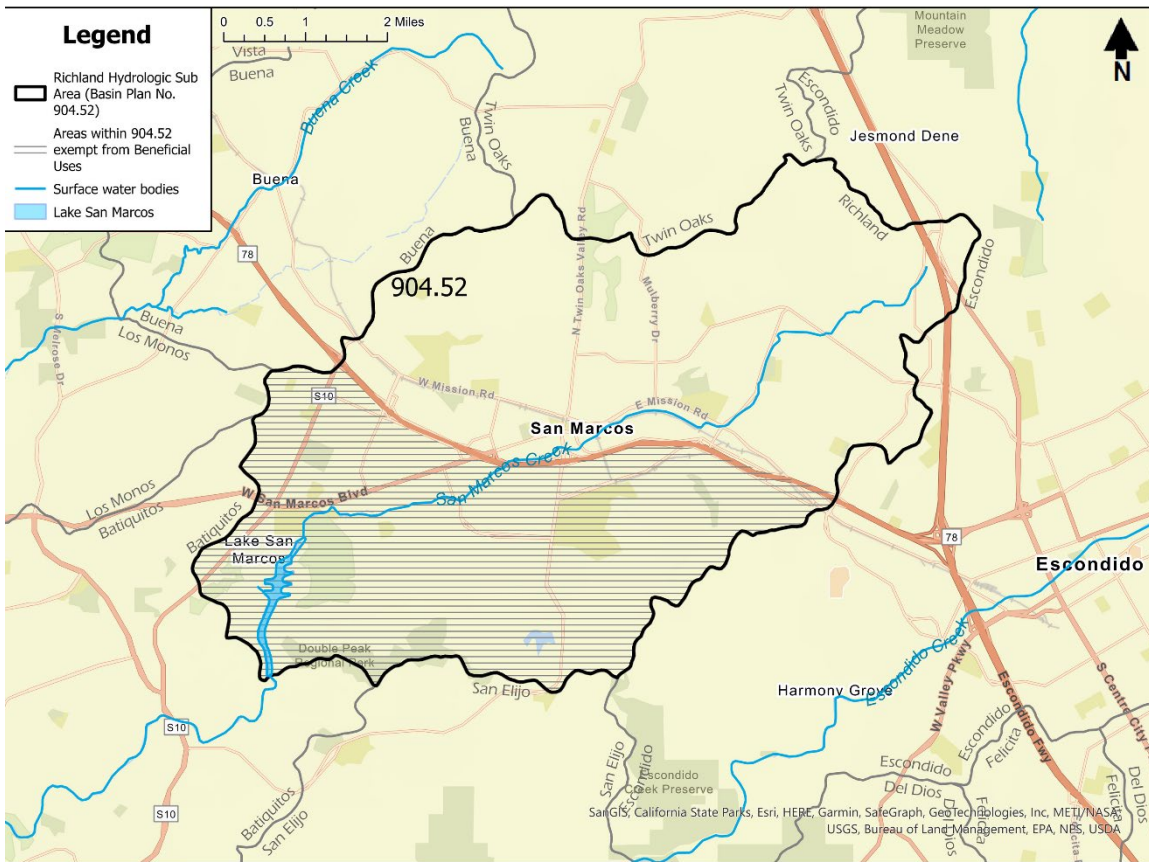 Legend
Richland Hydrologic Sub
Area (Basin Plan No.
904.52)
Areas within 904.52
exempt from Beneficial
Uses
Surface water bodies
Lake San Marcos
0 0.5 1 2 Miles
N
Mountain
Meadow
Preserve
Vista
Buena
Buena Creek
Twin Oaks
Buena
Escondido
Twin Oaks
Jesmond Dene
Buena
Buena
Twin Oaks
Richland
Escondido
78
904.52
N Twin Oaks Valley Rd
Mulberry Dr
S Melrose Dr
Buena
Los Monos
S10
W Mission Rd
E Mission Rd
San Marcos
San Marcos Creek
W San Marcos Blvd
Los Monos
Batiquitos
Batiquitos
Lake San
Marcos
78
Escondido
Double Peak
Regional Park
San Elijo
Harmony Grove
Escondido Creek
W Valley Pkwy
Escondido Fwy
S Centre City P
S10
S10
Batiquitos
San Elijo
San Elijo
Escondido
Escondido
Creek Preserve
Escondido
Del Dios
Escondido
Felicita
Felicita
Del Dios
Felicita
Felicita
SanGIS, California State Parks, Esri, HERE, Garmin, SafeGraph, GeoTechnologies, Inc, METI/NASA,
USGS, Bureau of Land Management, EPA, NPS, USDA